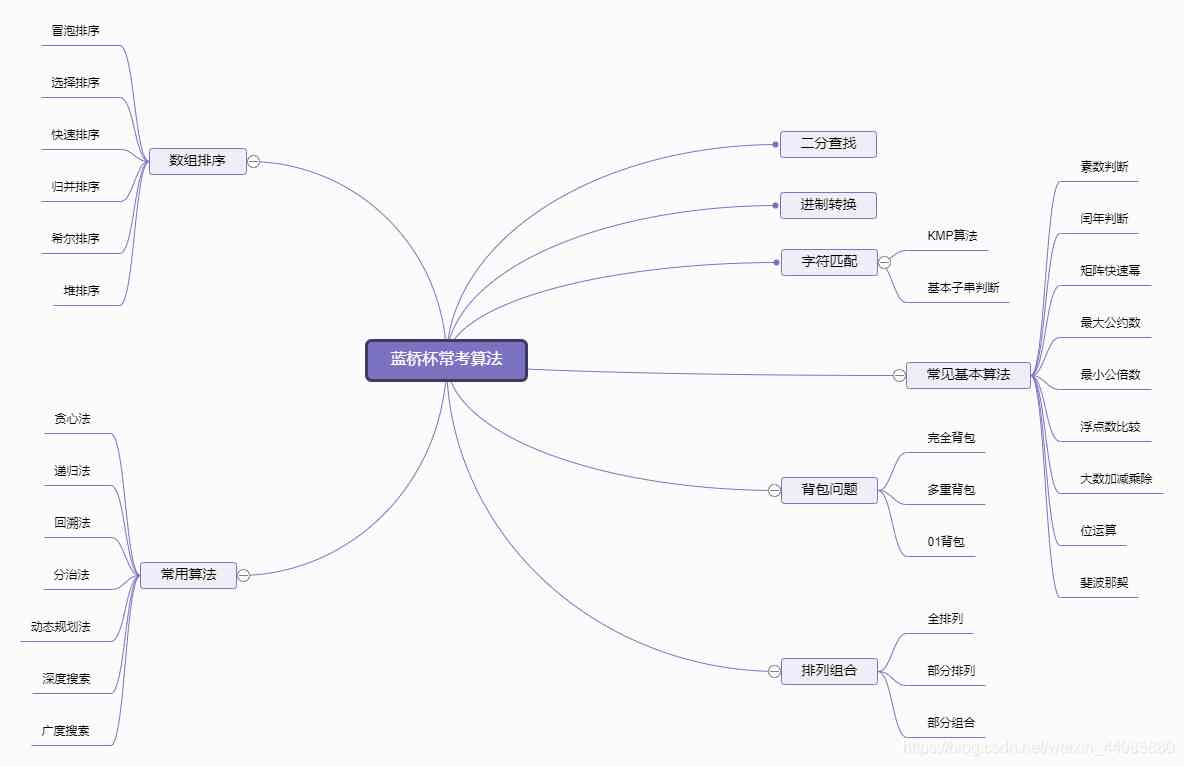 蓝桥杯常考算法
数组排序
冒泡排序
选择排序
快速排序
归并排序
希尔排序
堆排序
常用算法
贪心法
递归法
回溯法
分治法
动态规划法
深度搜索
广度搜索
二分查找
进制转换
字符匹配
KMP算法
基本子串判断
常见基本算法
素数判断
闰年判断
矩阵快速幂
最大公约数
最小公倍数
浮点数比较
大数加减乘除
位运算
斐波那契
背包问题
完全背包
多重背包
01背包
排列组合
全排列
部分排列
部分组合